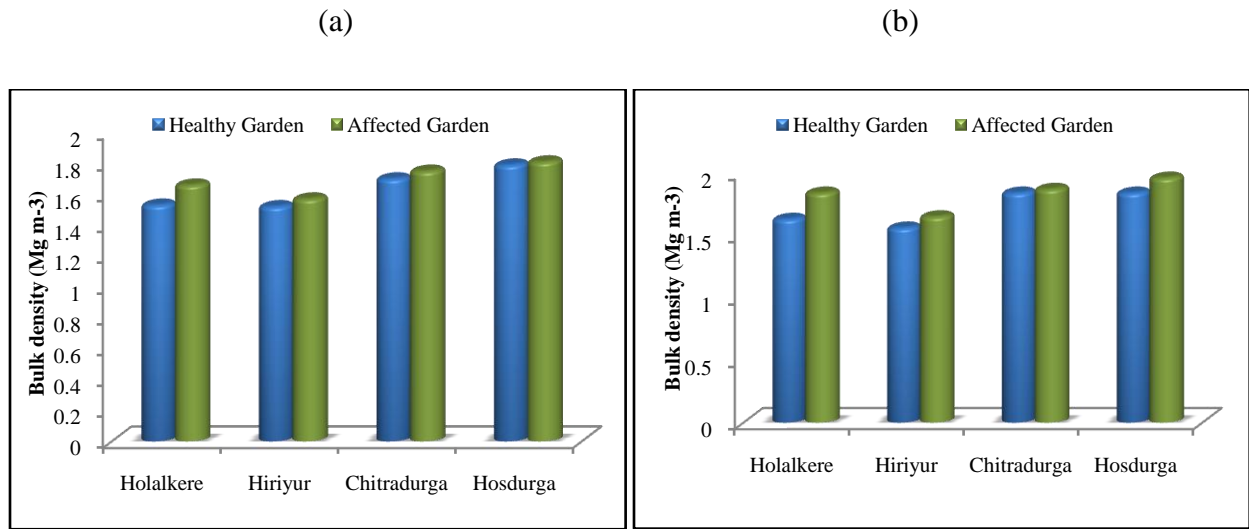 (a)
(b)
Healthy Garden Affected Garden
Bulk density (Mg m-3)
2
1.8
1.6
1.4
1.2
1
0.8
0.6
0.4
0.2
0
Holalkere Hiriyur Chitradurga Hosdurga
Healthy Garden Affected Garden
Bulk density (Mg m-3)
2
1.5
1
0.5
0
Holalkere Hiriyur Chitradurga Hosdurga